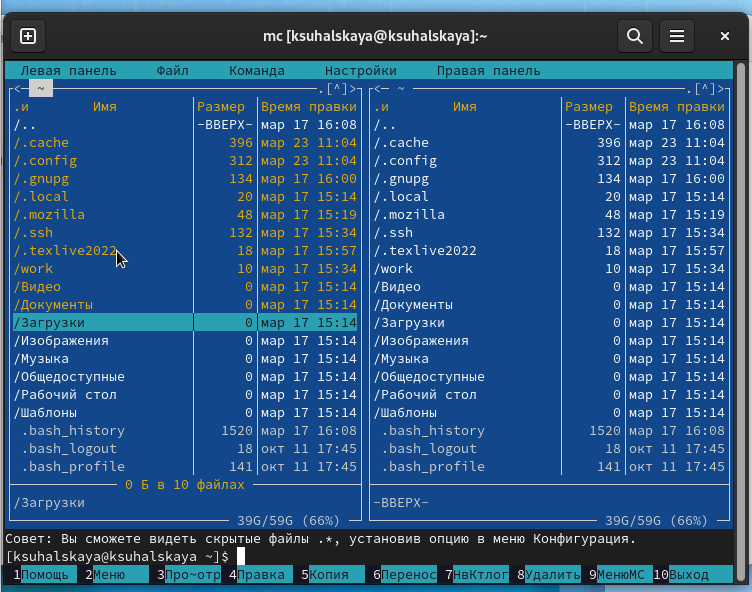 mc [ksuhalskaya@ksuhalskaya]:~
Левая панель Файл Команда Настройки Правая панель
<— ~ .[^]> <— ~ .[^]>
.и Имя Размер Время правки .и Имя Размер Время правки
/.. -ВВЕРХ- мар 17 16:08 /.. -ВВЕРХ- мар 17 16:08
/.cache 396 мар 23 11:04 /.cache 396 мар 23 11:04
/.config 312 мар 23 11:04 /.config 312 мар 23 11:04
/.gnupg 134 мар 17 16:00 /.gnupg 134 мар 17 16:00
/.local 20 мар 17 15:14 /.local 20 мар 17 15:14
/.mozilla 48 мар 17 15:19 /.mozilla 48 мар 17 15:19
/.ssh 132 мар 17 15:34 /.ssh 132 мар 17 15:34
/.texlive2022 18 мар 17 15:57 /.texlive2022 18 мар 17 15:57
/work 10 мар 17 15:34 /work 10 мар 17 15:34
/Видео 0 мар 17 15:14 /Видео 0 мар 17 15:14
/Документы 0 мар 17 15:14 /Документы 0 мар 17 15:14
/Загрузки 0 мар 17 15:14 /Загрузки 0 мар 17 15:14
/Изображения 0 мар 17 15:14 /Изображения 0 мар 17 15:14
/Музыка 0 мар 17 15:14 /Музыка 0 мар 17 15:14
/Общедоступные 0 мар 17 15:14 /Общедоступные 0 мар 17 15:14
/Рабочий стол 0 мар 17 15:14 /Рабочий стол 0 мар 17 15:14
/Шаблоны 0 мар 17 15:14 /Шаблоны 0 мар 17 15:14
.bash_history 1520 мар 17 16:08 .bash_history 1520 мар 17 16:08
.bash_logout 18 окт 11 17:45 .bash_logout 18 окт 11 17:45
.bash_profile 141 окт 11 17:45 .bash_profile 141 окт 11 17:45
0 Б в 10 файлах
/Загрузки -ВВЕРХ-
39G/59G (66%) 39G/59G (66%)
Совет: Вы сможете видеть скрытые файлы .*, установив опцию в меню Конфигурация.
[ksuhalskaya@ksuhalskaya ~]$
1Помощь 2Меню 3Про~отр 4Правка 5Копия 6Перенос 7НвКтлог 8Удалить 9МенюMC 10Выход